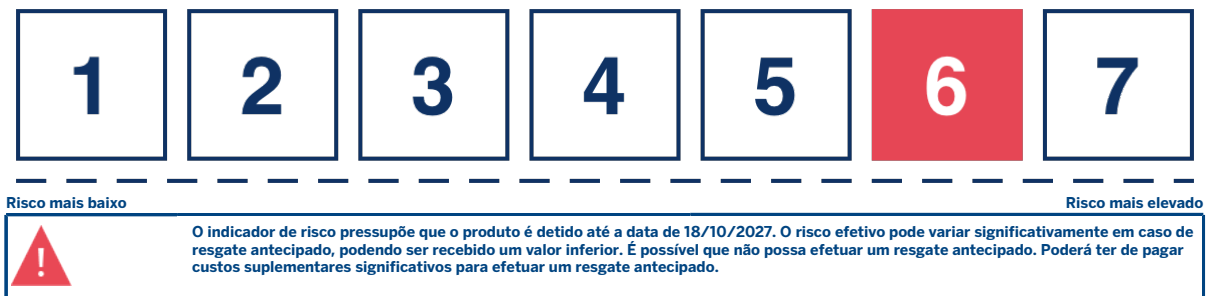 1 2 3 4 5 6 7
Risco mais baixo Risco mais elevado
O indicador de risco pressupõe que o produto é detido até a data de 18/10/2027. O risco efetivo pode variar significativamente em caso de
resgate antecipado, podendo ser recebido um valor inferior. É possível que não possa efetuar um resgate antecipado. Poderá ter de pagar
custos suplementares significativos para efetuar um resgate antecipado.
!